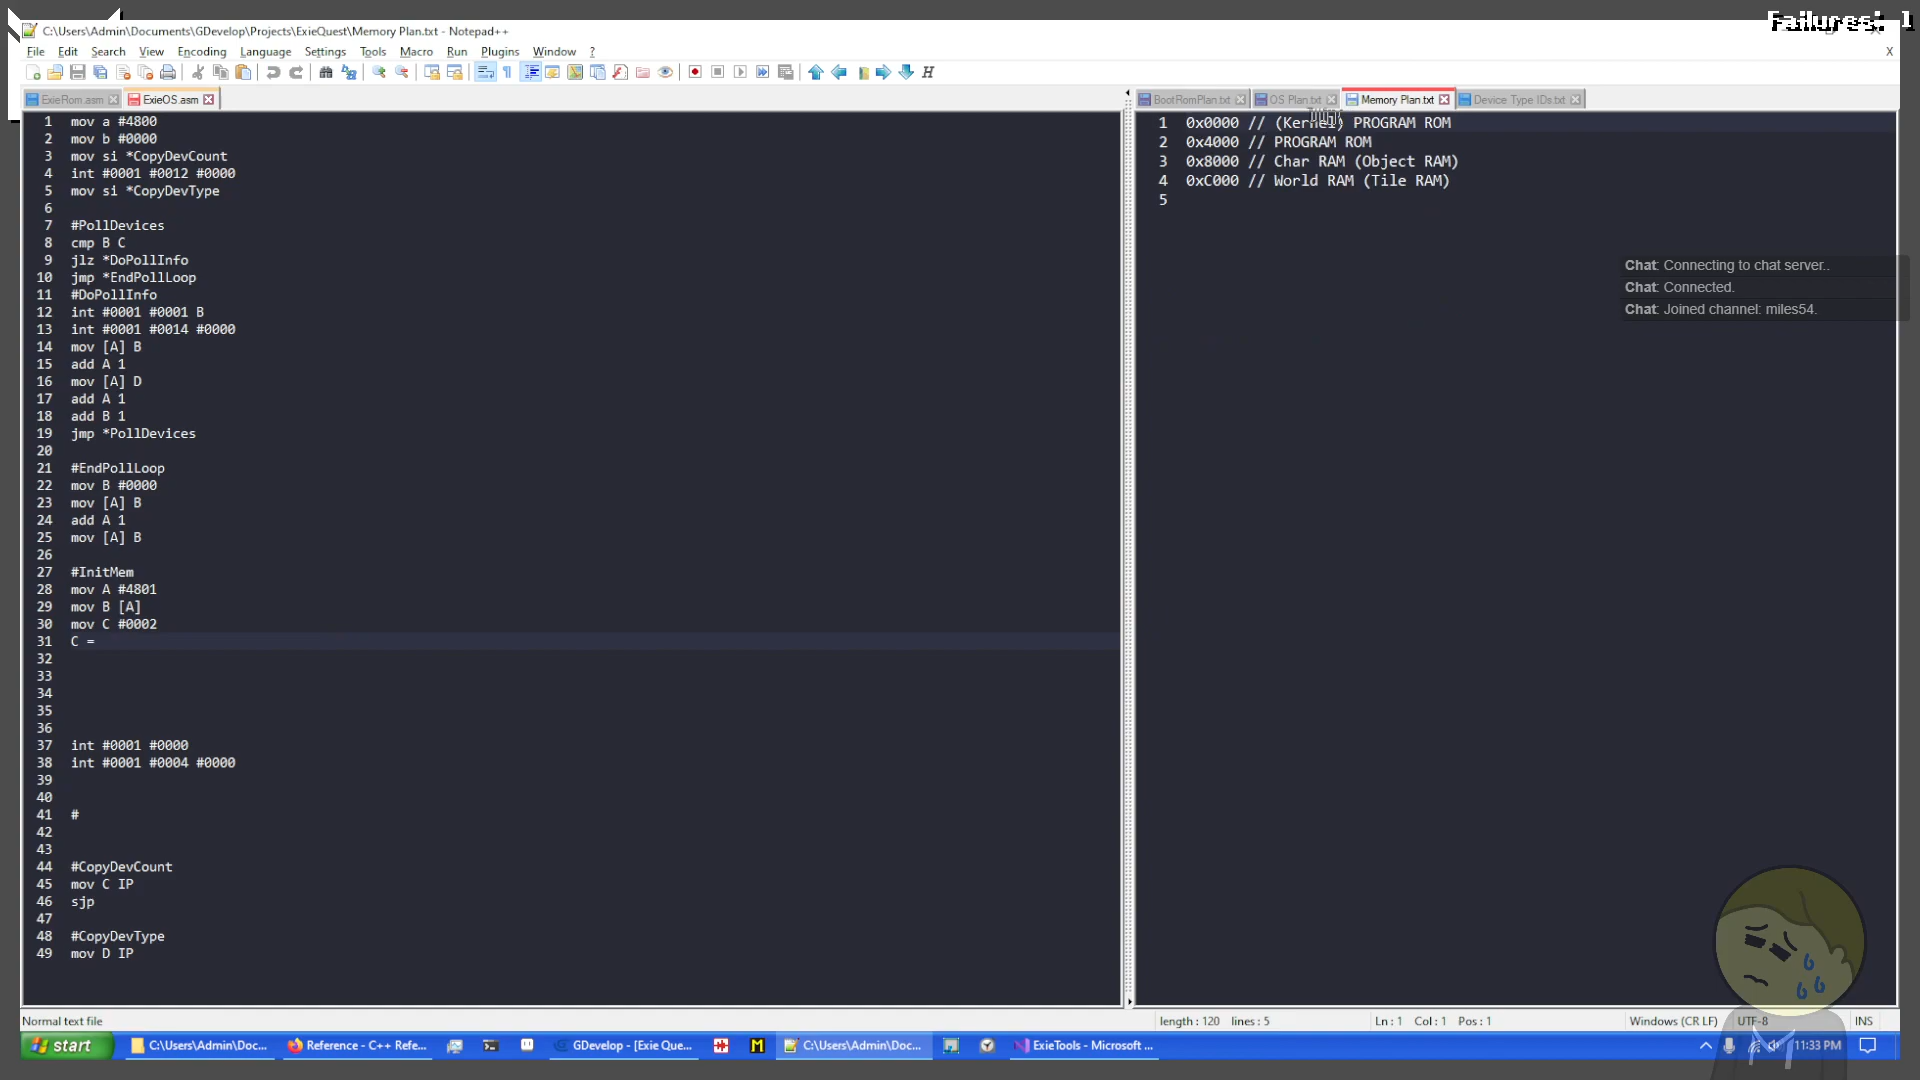 Failures: 1
C:\Users\Admin\Documents\GDevelop\Projects\ExieQuest\Memory Plan.txt - Notepad++
File Edit Search View Encoding Language Settings Tools Macro Run Plugins Window ? X
ExieRom.asm ExieOS.asm
1 mov a #4800
2 mov b #0000
3 mov si *CopyDevCount
4 int #0001 #0012 #0000
5 mov si *CopyDevType
6
7 #PollDevices
8 cmp B C
9 jlz *DoPollInfo
10 jmp *EndPollLoop
11 #DoPollInfo
12 int #0001 #0001 B
13 int #0001 #0014 #0000
14 mov [A] B
15 add A 1
16 mov [A] D
17 add A 1
18 add B 1
19 jmp *PollDevices
20
21 #EndPollLoop
22 mov B #0000
23 mov [A] B
24 add A 1
25 mov [A] B
26
27 #InitMem
28 mov A #4801
29 mov B [A]
30 mov C #0002
31 C =
32
33
34
35
36
37 int #0001 #0000
38 int #0001 #0004 #0000
39
40
41 #
42
43
44 #CopyDevCount
45 mov C IP
46 sjp
47
48 #CopyDevType
49 mov D IP
BootRomPlan.txt OS Plan.txt Memory Plan.txt Device Type IDs.txt
1 0x0000 // (Kernel) PROGRAM ROM
2 0x4000 // PROGRAM ROM
3 0x8000 // Char RAM (Object RAM)
4 0xC000 // World RAM (Tile RAM)
5
Chat: Connecting to chat server..
Chat: Connected.
Chat: Joined channel: miles54.
Normal text file length : 120 lines : 5 Ln : 1 Col : 1 Pos : 1 Windows (CR LF) UTF-8 INS
start C:\Users\Admin\Doc... Reference - C++ Refe... GDevelop - [Exie Que... C:\Users\Admin\Doc... ExieTools - Microsoft ... 11:33 PM